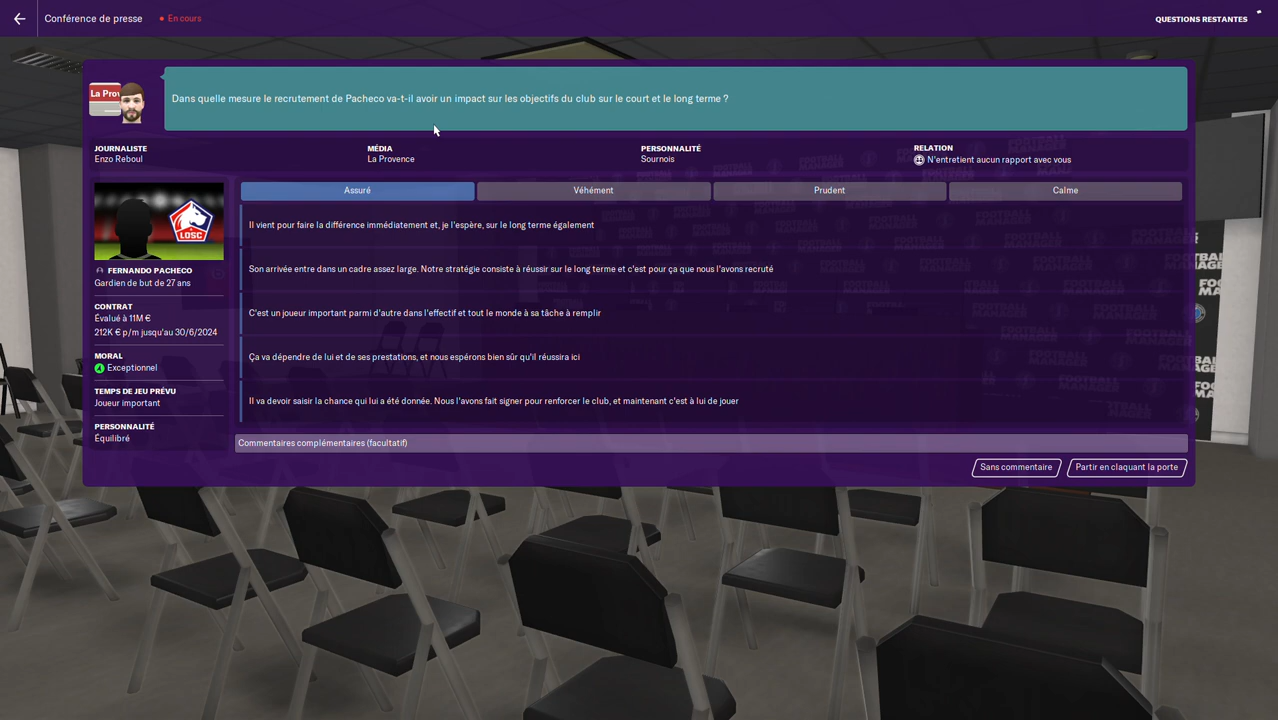 Conférence de presse
En cours
QUESTIONS RESTANTES
La Prov
Dans quelle mesure le recrutement de Pacheco va-t-il avoir un impact sur les objectifs du club sur le court et le long terme ?
JOURNALISTE
Enzo Reboul
MÉDIA
La Provence
PERSONNALITÉ
Sournois
RELATION
N'entretient aucun rapport avec vous
LOSC
FERNANDO PACHECO
Gardien de but de 27 ans
CONTRAT
Évalué à 11M €
212K € p/m jusqu'au 30/6/2024
MORAL
Exceptionnel
TEMPS DE JEU PRÉVU
Joueur important
PERSONNALITÉ
Équilibré
Assuré
Véhément
Prudent
Calme
Il vient pour faire la différence immédiatement et, je l'espère, sur le long terme également
Son arrivée entre dans un cadre assez large. Notre stratégie consiste à réussir sur le long terme et c'est pour ça que nous l'avons recruté
C'est un joueur important parmi d'autre dans l'effectif et tout le monde à sa tâche à remplir
Ça va dépendre de lui et de ses prestations, et nous espérons bien sûr qu'il réussira ici
Il va devoir saisir la chance qui lui a été donnée. Nous l'avons fait signer pour renforcer le club, et maintenant c'est à lui de jouer
Commentaires complémentaires (facultatif)
Sans commentaire
Partir en claquant la porte
FOOTBALL
MANAGER